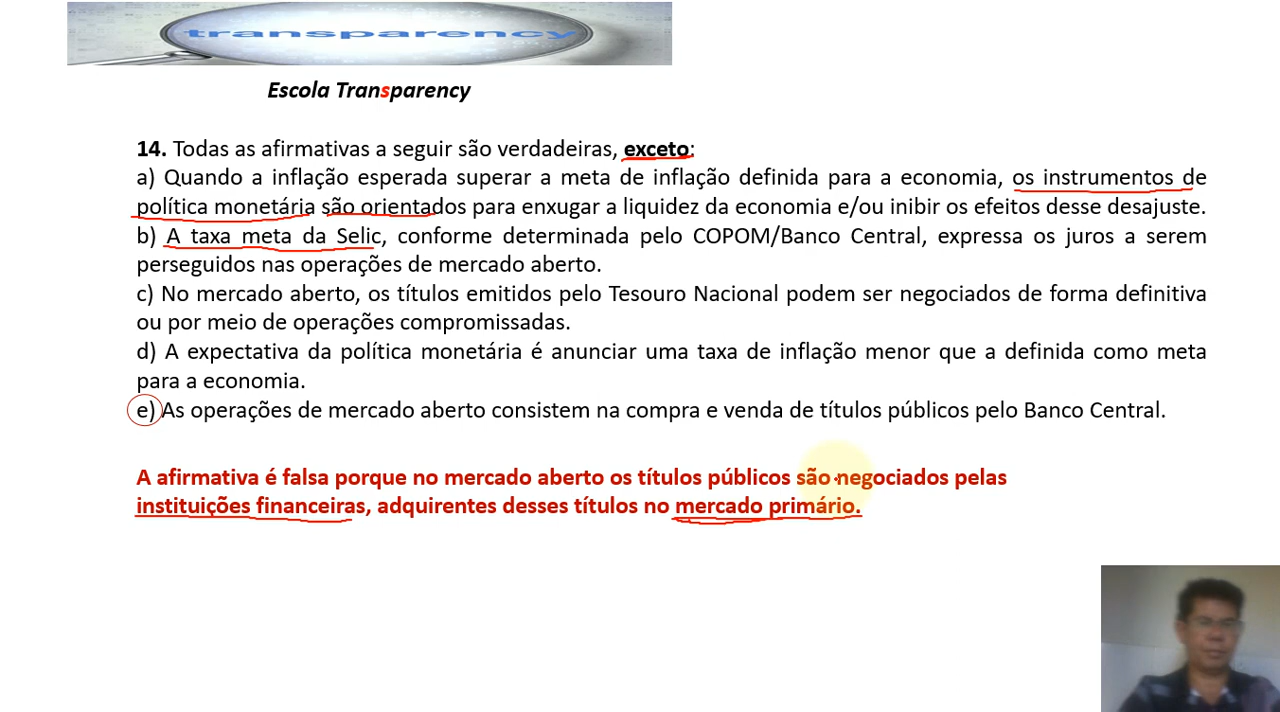 transparency
Escola Transparency
14. Todas as afirmativas a seguir são verdadeiras, exceto:
a) Quando a inflação esperada superar a meta de inflação definida para a economia, os instrumentos de
política monetária são orientados para enxugar a liquidez da economia e/ou inibir os efeitos desse desajuste.
b) A taxa meta da Selic, conforme determinada pelo COPOM/Banco Central, expressa os juros a serem
perseguidos nas operações de mercado aberto.
c) No mercado aberto, os títulos emitidos pelo Tesouro Nacional podem ser negociados de forma definitiva
ou por meio de operações compromissadas.
d) A expectativa da política monetária é anunciar uma taxa de inflação menor que a definida como meta
para a economia.
e) As operações de mercado aberto consistem na compra e venda de títulos públicos pelo Banco Central.
A afirmativa é falsa porque no mercado aberto os títulos públicos são negociados pelas
instituições financeiras, adquirentes desses títulos no mercado primário.